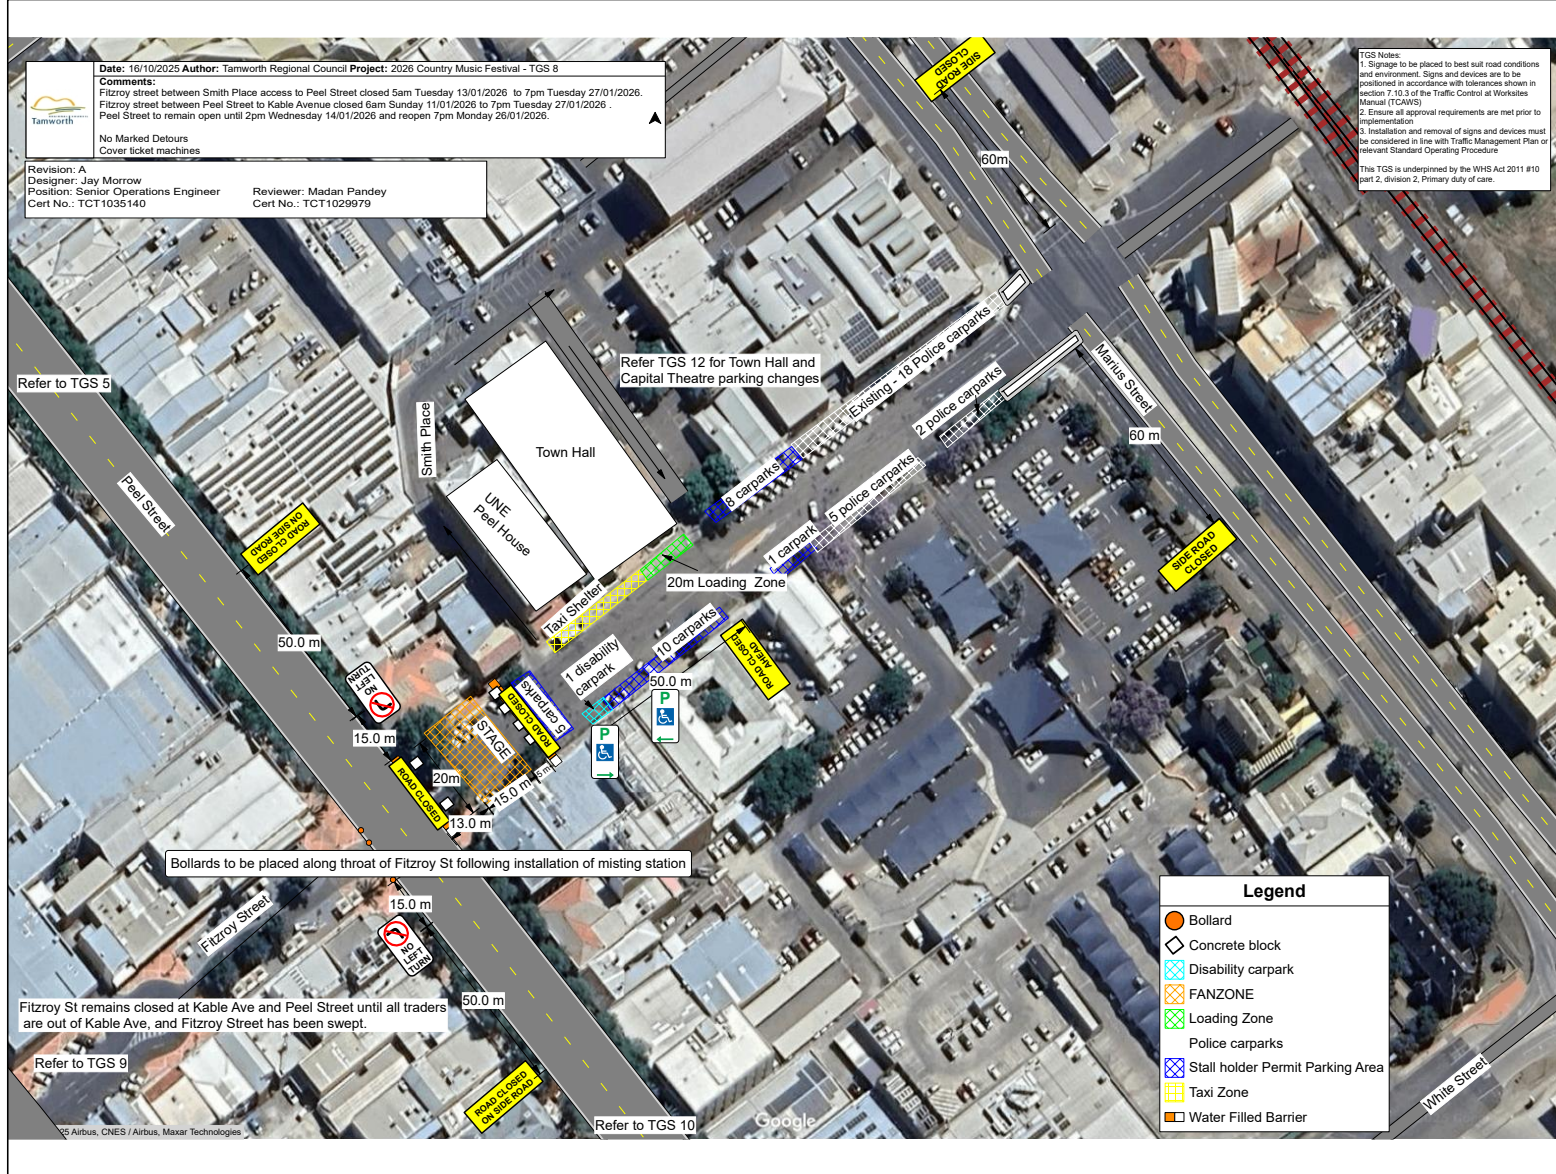 Date: 16/10/2025 Author: Tamworth Regional Council Project: 2026 Country Music Festival - TGS 8
Comments:
Fitzroy street between Smith Place access to Peel Street closed 5am Tuesday 13/01/2026 to 7pm Tuesday 27/01/2026.
Fitzroy street between Peel Street to Kable Avenue closed 6am Sunday 11/01/2026 to 7pm Tuesday 27/01/2026 .
Peel Street to remain open until 2pm Wednesday 14/01/2026 and reopen 7pm Monday 26/01/2026.
No Marked Detours
Cover ticket machines
Tamworth
Revision: A
Designer: Jay Morrow
Position: Senior Operations Engineer Reviewer: Madan Pandey
Cert No.: TCT1035140 Cert No.: TCT1029979
TGS Notes:
1. Signage to be placed to best suit road conditions
and environment. Signs and devices are to be
positioned in accordance with tolerances shown in
section 7.10.3 of the Traffic Control at Worksites
Manual (TCAWS)
2. Ensure all approval requirements are met prior to
implementation
3. Installation and removal of signs and devices must
be considered in line with Traffic Management Plan or
relevant Standard Operating Procedure
This TGS is underpinned by the WHS Act 2011 #10
part 2, division 2, Primary duty of care.
SIDE ROAD
CLOSED
60m
Refer to TGS 5
Refer TGS 12 for Town Hall and
Capital Theatre parking changes
Existing - 18 Police carparks
2 police carparks
Marius Street
60 m
Smith Place
Town Hall
UNE
Peel House
8 carparks
5 police carparks
1 carpark
Peel Street
ROAD CLOSED
ON SIDE ROAD
SIDE ROAD
CLOSED
20m Loading Zone
Taxi Shelter
10 carparks
1 disability
carpark
ROAD CLOSED
AHEAD
50.0 m
50.0 m
NO
LEFT
TURN
15.0 m
5 carparks
ROAD CLOSED
STAGE
P
P
20m
15.0 m
5 m
ROAD CLOSED
13.0 m
Bollards to be placed along throat of Fitzroy St following installation of misting station
15.0 m
Fitzroy Street
NO
LEFT
TURN
50.0 m
Fitzroy St remains closed at Kable Ave and Peel Street until all traders
are out of Kable Ave, and Fitzroy Street has been swept.
Refer to TGS 9
ROAD CLOSED
ON SIDE ROAD
Refer to TGS 10
White Street
Legend
Bollard
Concrete block
Disability carpark
FANZONE
Loading Zone
Police carparks
Stall holder Permit Parking Area
Taxi Zone
Water Filled Barrier
Google
25 Airbus, CNES / Airbus, Maxar Technologies